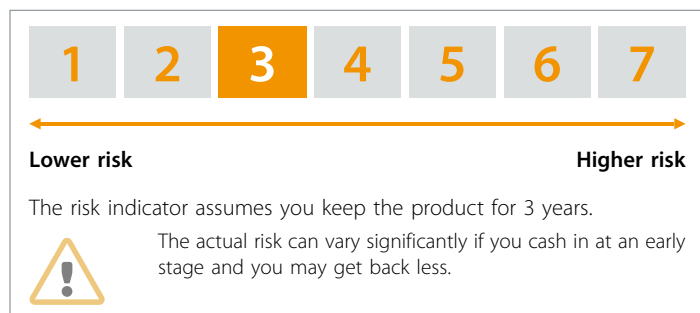 1 2 3 4 5 6 7
Lower risk Higher risk
The risk indicator assumes you keep the product for 3 years.
The actual risk can vary significantly if you cash in at an early
stage and you may get back less.